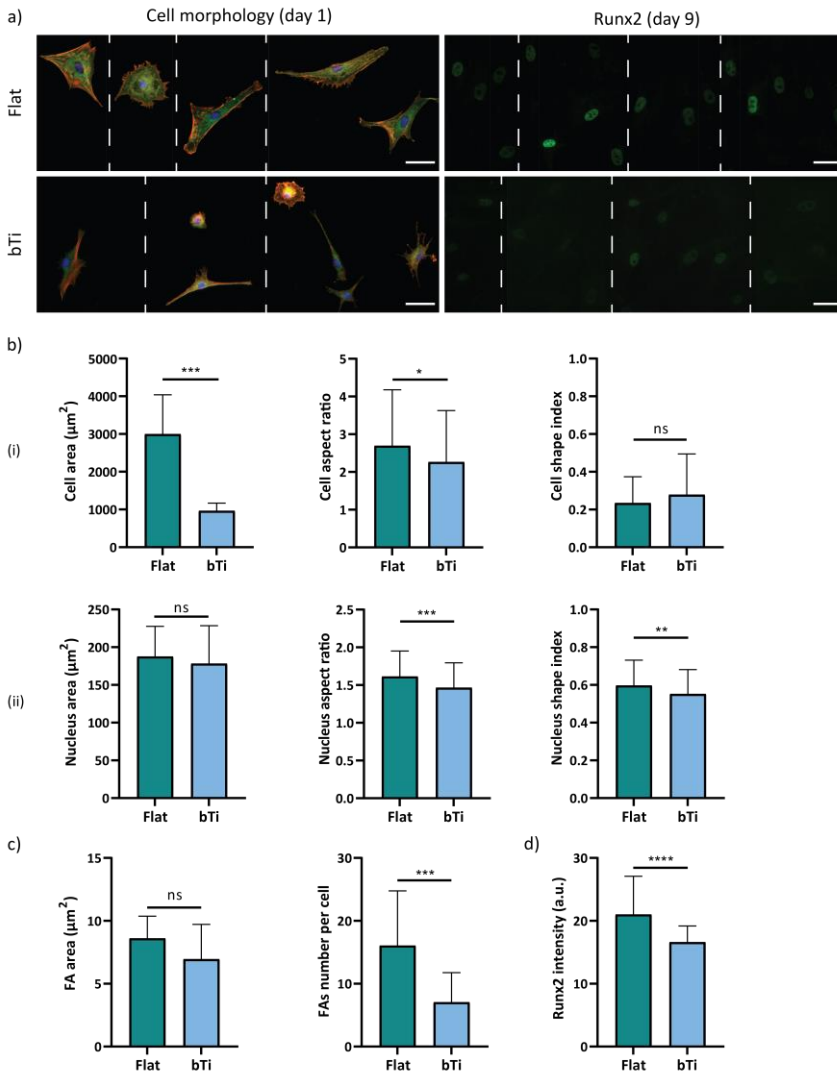 a)
Cell morphology (day 1)
Runx2 (day 9)
Flat
bTi
b)
(i)
Cell area (µm²)
5000
4000
3000
2000
1000
0
***
Flat
bTi
Cell aspect ratio
5
4
3
2
1
0
*
Flat
bTi
Cell shape index
1.0
0.8
0.6
0.4
0.2
0.0
ns
Flat
bTi
(ii)
Nucleus area (µm²)
250
200
150
100
50
0
ns
Flat
bTi
Nucleus aspect ratio
2.5
2.0
1.5
1.0
0.5
0.0
***
Flat
bTi
Nucleus shape index
1.0
0.8
0.6
0.4
0.2
0.0
**
Flat
bTi
c)
FA area (µm²)
15
10
5
0
ns
Flat
bTi
FAs number per cell
30
20
10
0
***
Flat
bTi
d)
Runx2 intensity (a.u.)
30
20
10
0
****
Flat
bTi